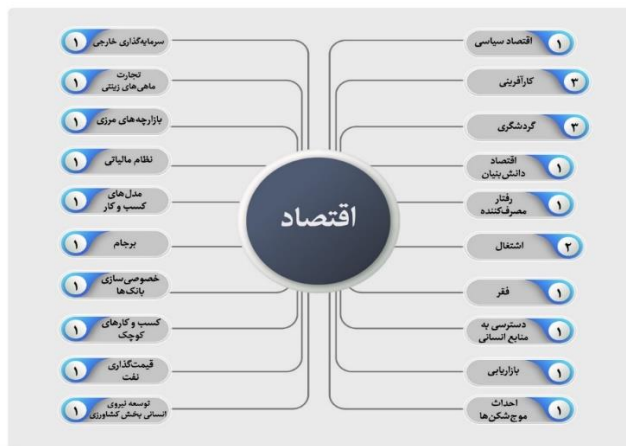 اقتصاد
اقتصاد سیاسی ۱
کارآفرینی ۳
گردشگری ۳
اقتصاد
دانش‌بنیان ۱
رفتار
مصرف‌کننده ۱
اشتغال ۲
فقر ۱
دسترسی به
منابع انسانی ۱
بازاریابی ۱
احداث
موج‌شکن‌ها ۱
سرمایه‌گذاری خارجی ۱
تجارت
ماهی‌های زینتی ۱
بازارچه‌های مرزی ۱
نظام مالیاتی ۱
مدل‌های
کسب و کار ۱
برجام ۱
خصوصی‌سازی
بانک‌ها ۱
کسب و کارهای
کوچک ۱
قیمت‌گذاری
نفت ۱
توسعه نیروی
انسانی بخش کشاورزی ۱